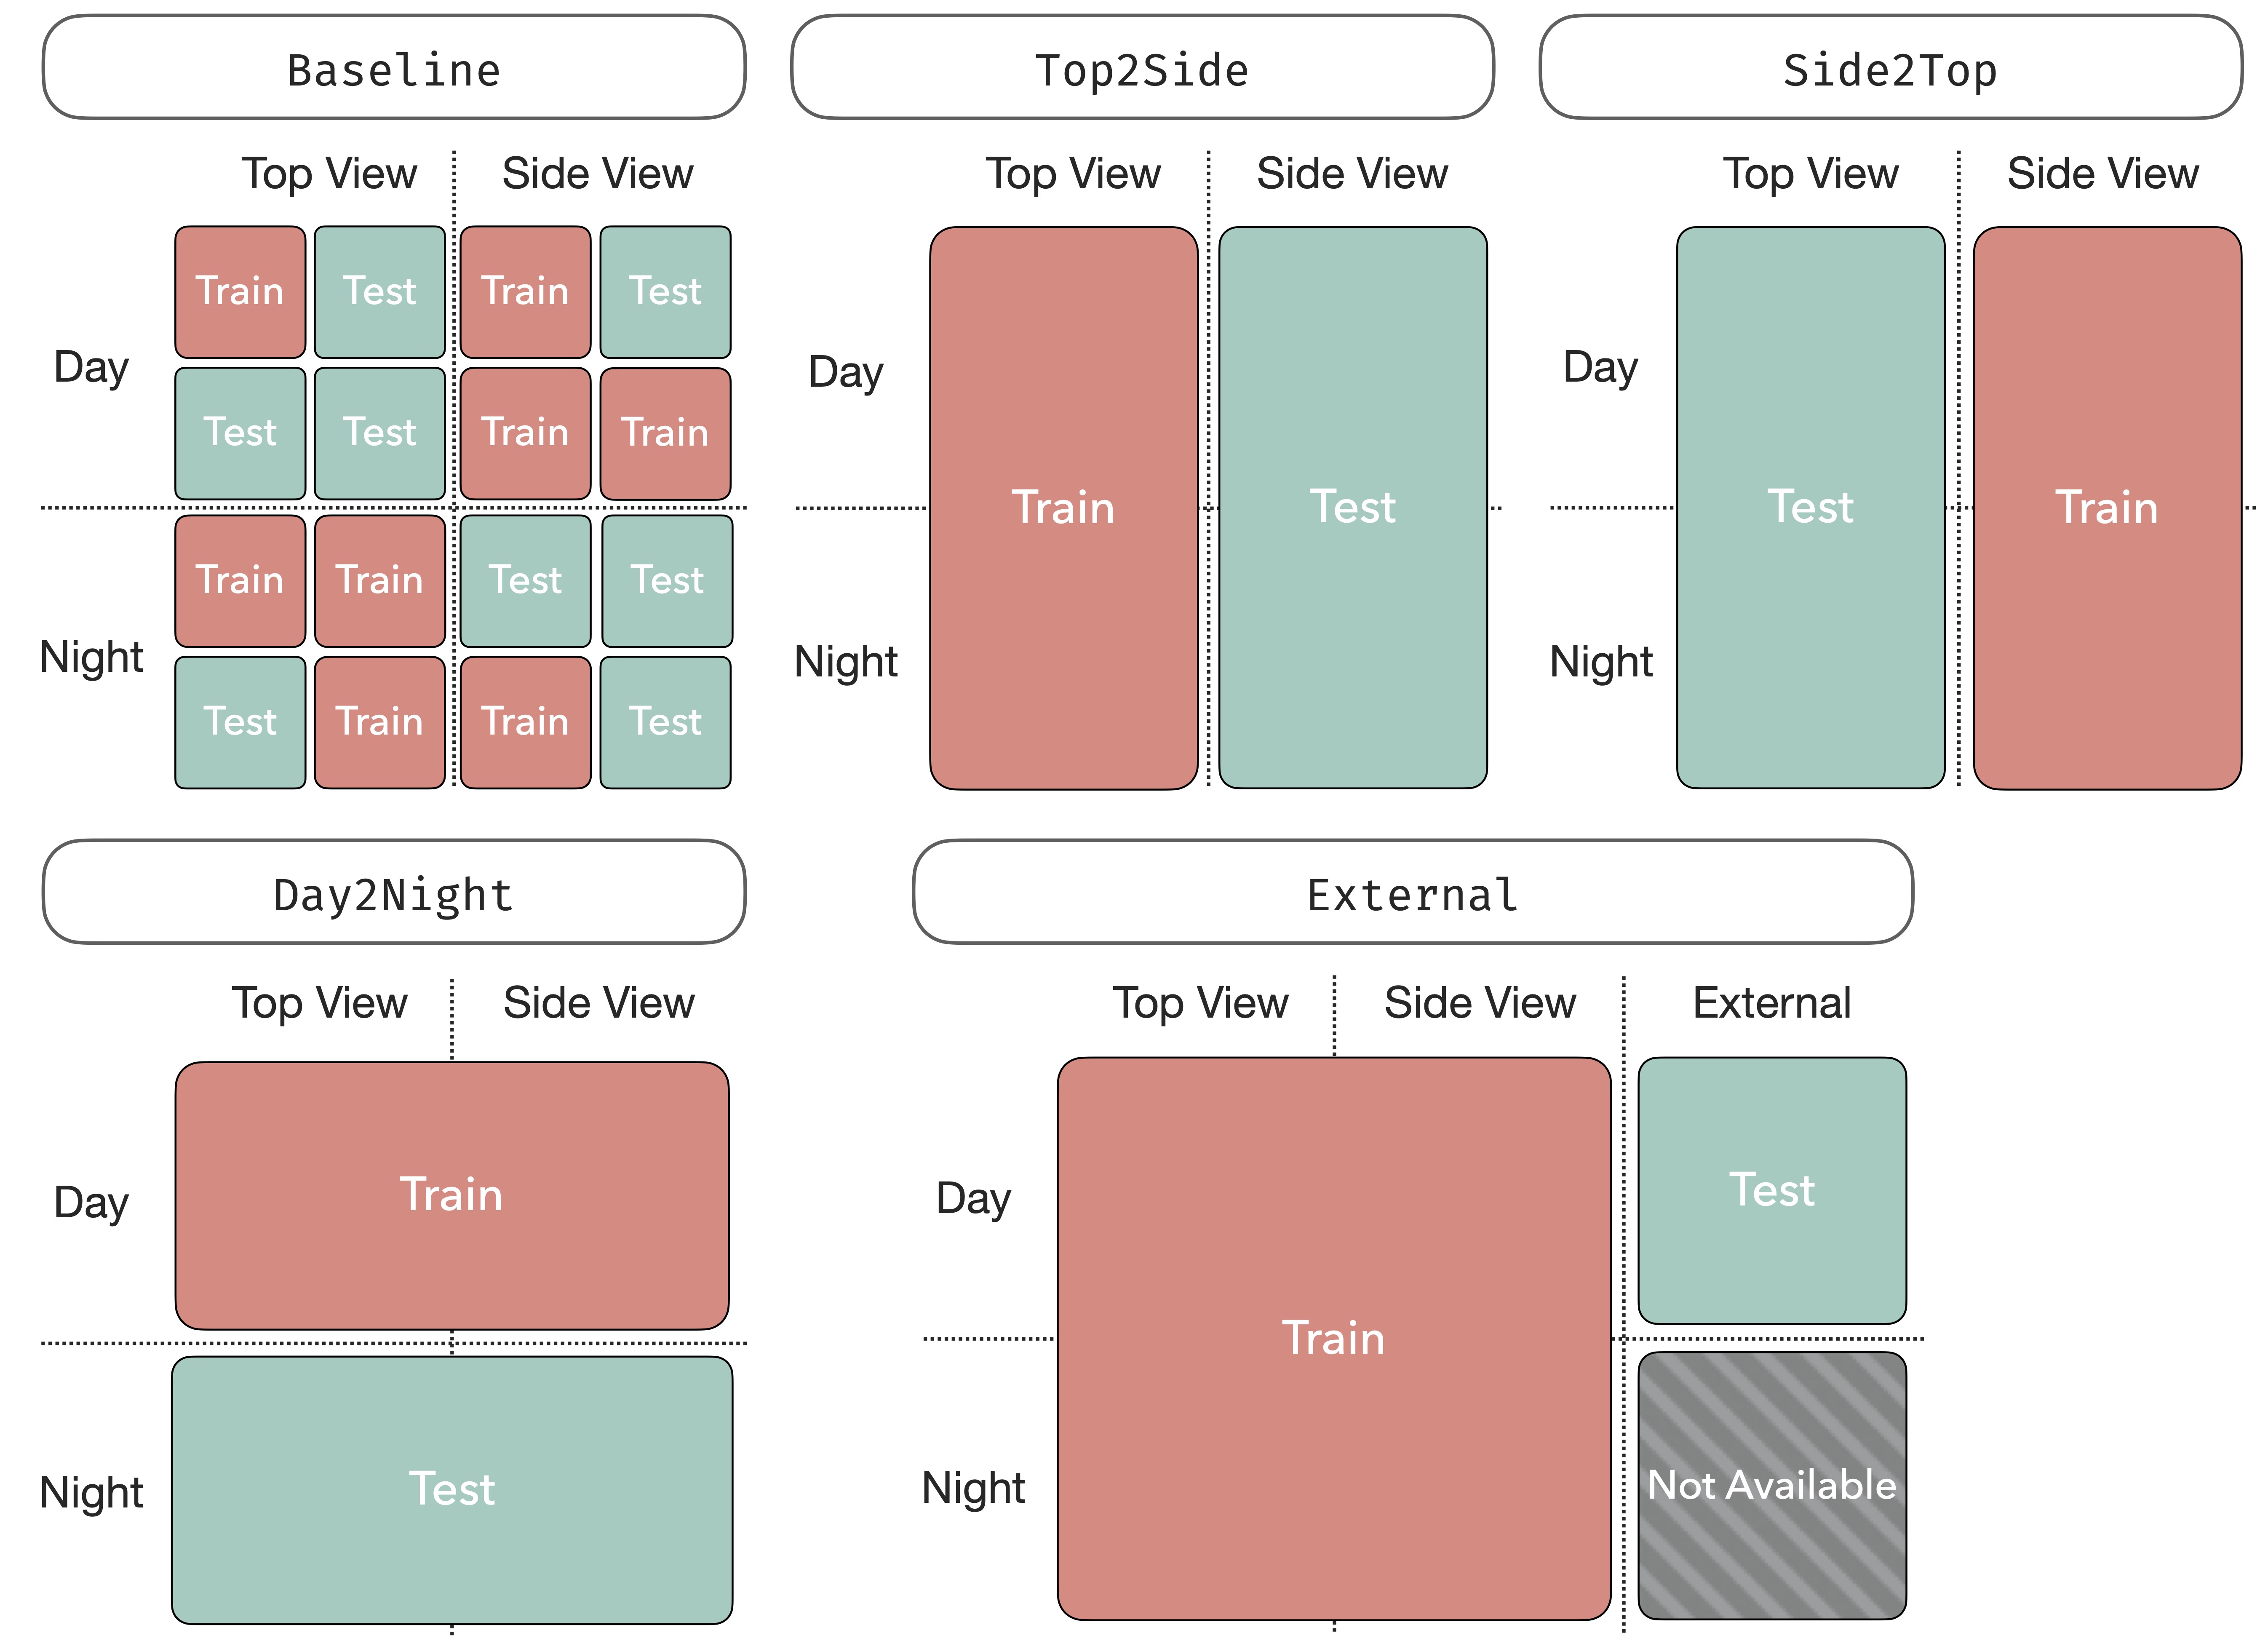 Baseline
Top View Side View
Day
Train Test Train Test
Test Test Train Train
Night
Train Train Test Test
Test Train Train Test
Top2Side
Top View Side View
Day
Train Test
Night
Side2Top
Top View Side View
Day
Test Train
Night
Day2Night
Top View Side View
Day
Train
Night
Test
External
Top View Side View External
Day
Test
Train
Night
Not Available